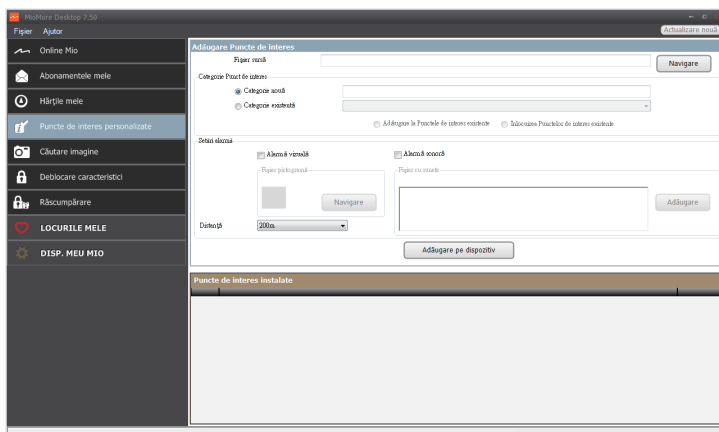 MioMore Desktop 7.50
Fișier Ajutor
Actualizare nouă
Online Mio
Abonamentele mele
Hărțile mele
Puncte de interes personalizate
Căutare imagine
Deblocare caracteristici
Răscumpărare
LOCURILE MELE
DISP. MEU MIO
Adăugare Puncte de interes
Fișier sursă
Navigare
Categorie Punct de interes
Categorie nouă
Categorie existentă
Adăugare la Punctele de interes existente
Înlocuirea Punctelor de interes existente
Setări alarmă
Alarmă vizuală
Alarmă sonoră
Fișier pictogramă
Fișier cu sunete
Navigare
Adăugare
Distanță
200m
Adăugare pe dispozitiv
Puncte de interes instalate